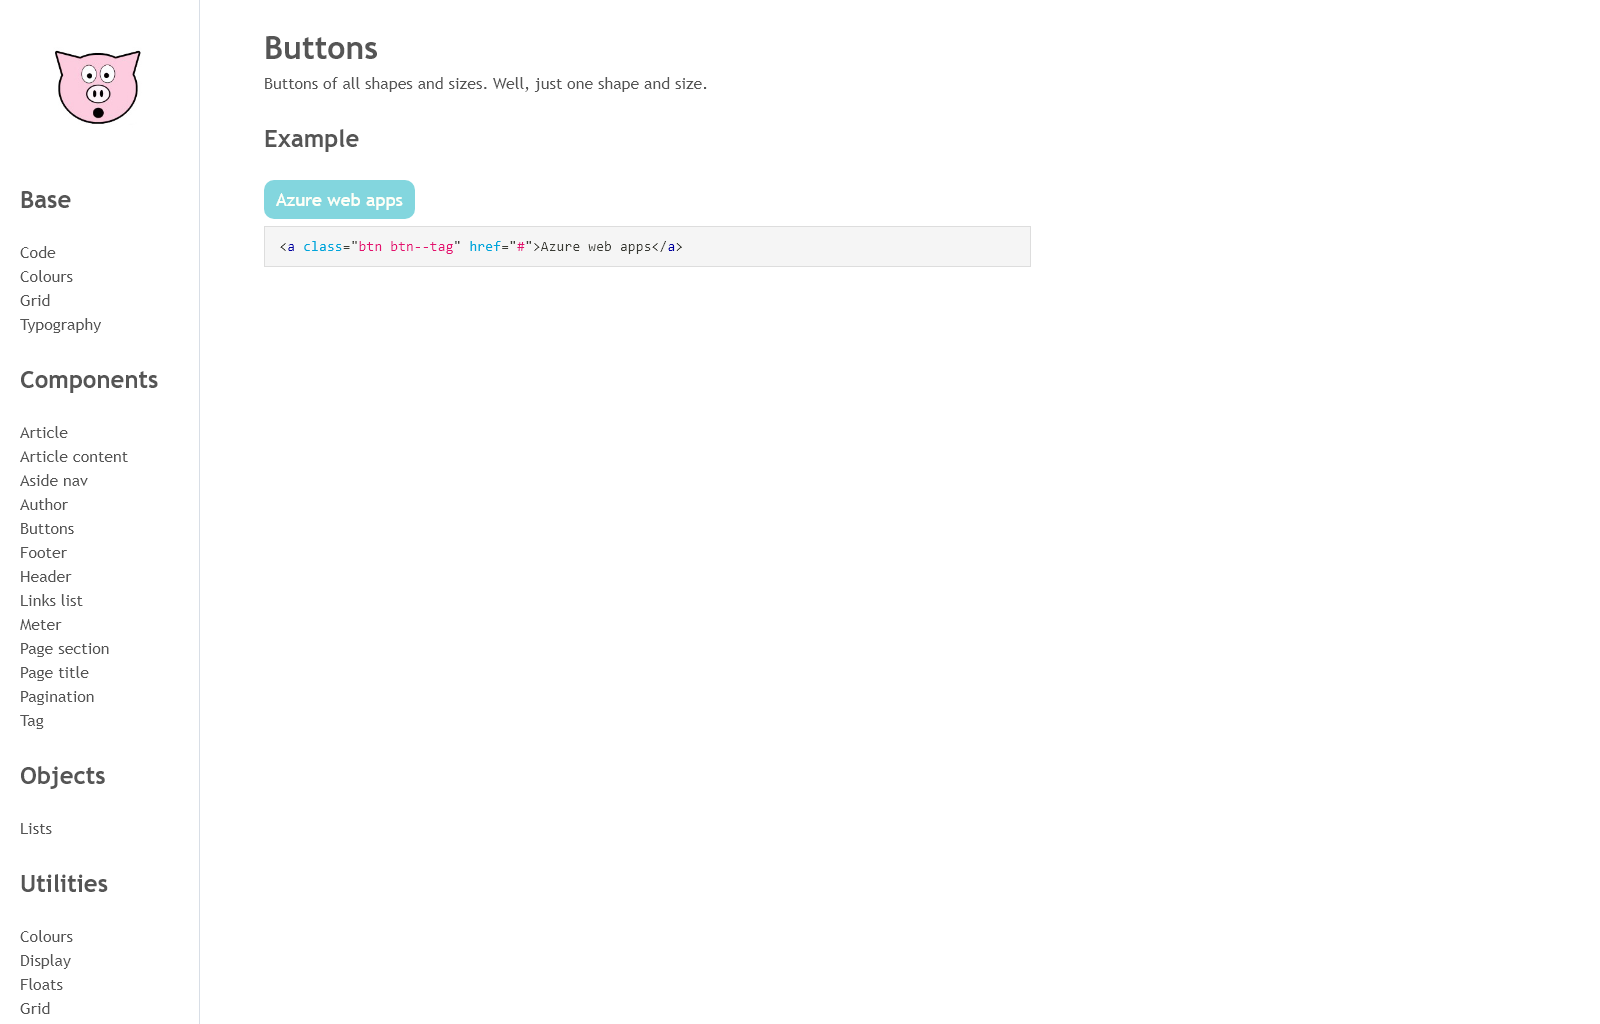 Base
Code
Colours
Grid
Typography
Components
Article
Article content
Aside nav
Author
Buttons
Footer
Header
Links list
Meter
Page section
Page title
Pagination
Tag
Objects
Lists
Utilities
Colours
Display
Floats
Grid
Buttons
Buttons of all shapes and sizes. Well, just one shape and size.
Example
Azure web apps
<a class="btn btn--tag" href="#">Azure web apps</a>